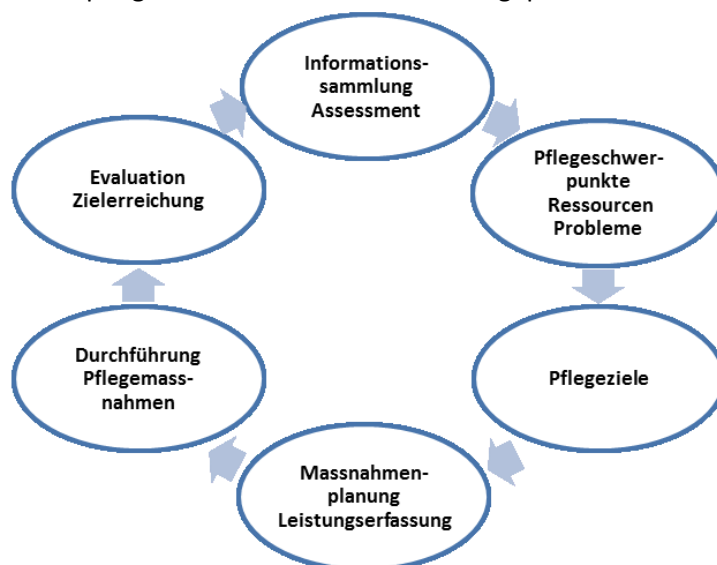 Informations-
sammlung
Assessment
Pflegeschwer-
punkte
Ressourcen
Probleme
Pflegeziele
Massnahmen-
planung
Leistungserfassung
Durchführung
Pflegemass-
nahmen
Evaluation
Zielerreichung